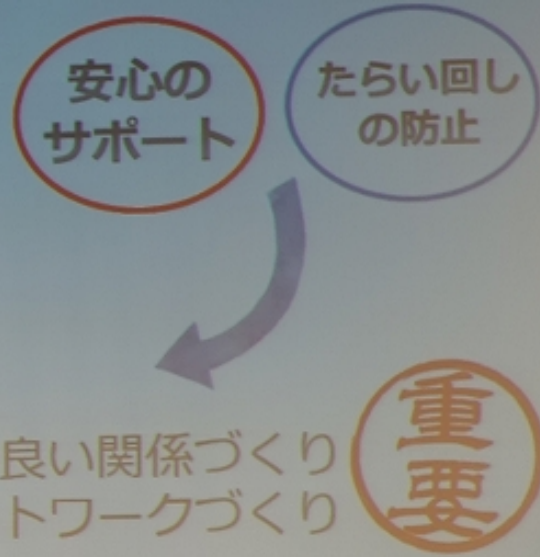 安心の
サポート
たらい回し
の防止
良い関係づくり
トワークづくり
重要